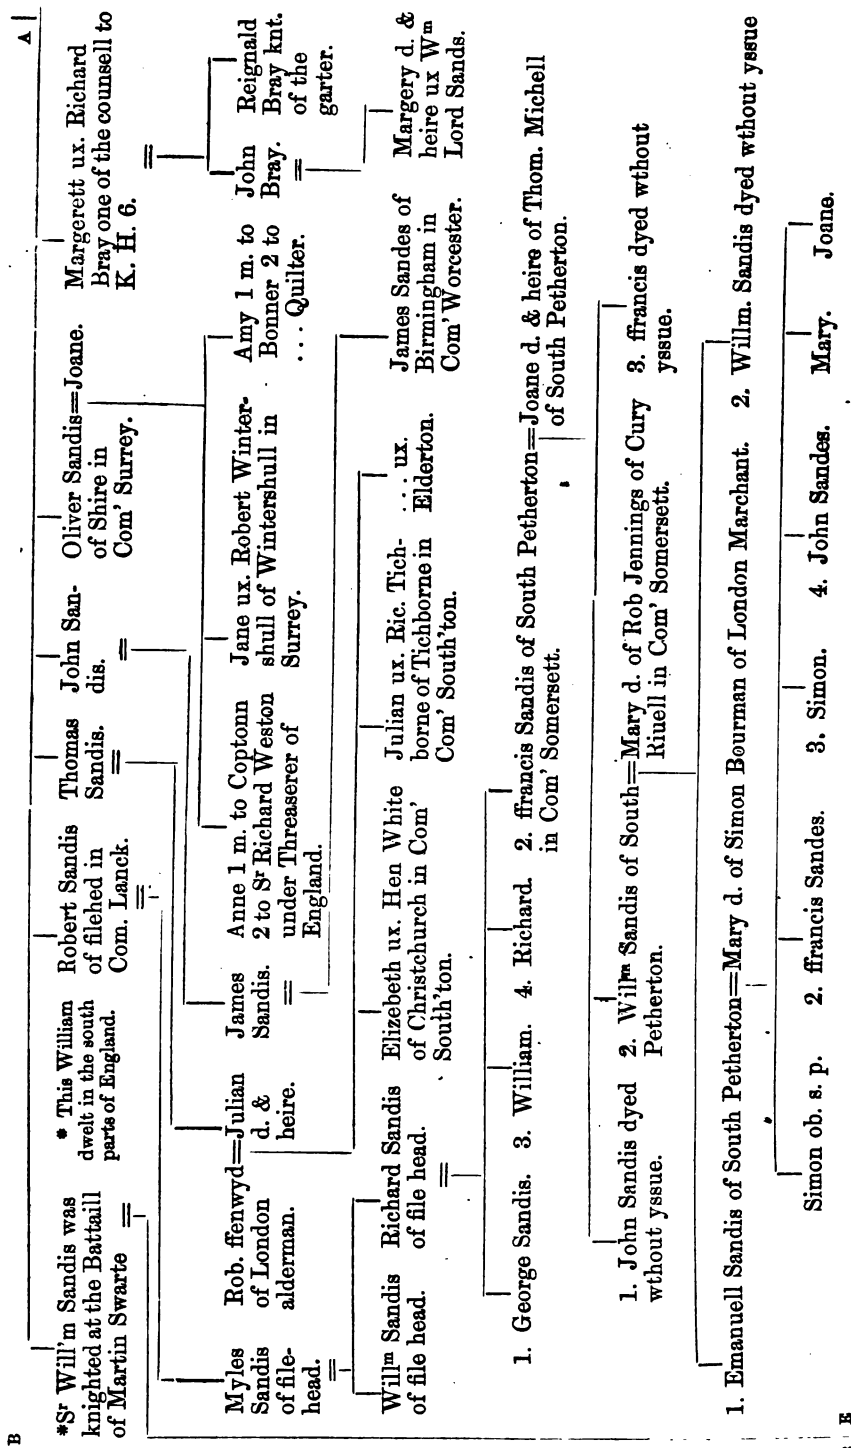 B
A
*Sʳ Will'm Sandis was
knighted at the Battaill
of Martin Swarte
* This William
dwelt in the south
parts of England.
Robert Sandis
of filehed in
Com. Lanck.
Thomas
Sandis.
John San-
dis.
Oliver Sandis=Joane.
of Shire in
Com' Surrey.
Margerett ux. Richard
Bray one of the counsell to
K. H. 6.
Myles
Sandis
of file-
head.
Rob. ffenwyd=Julian
of London
alderman.
d. &
heire.
James
Sandis.
Anne 1 m. to Coptonn
2 to Sʳ Richard Weston
under Threaserer of
England.
Jane ux. Robert Winter-
shull of Wintershull in
Surrey.
Amy 1 m. to
Bonner 2 to
... Quilter.
John
Bray.
Reignald
Bray knt.
of the
garter.
Willᵐ Sandis
of file head.
Richard Sandis
of file head.
Elizebeth ux. Hen White
of Christchurch in Com'
South'ton.
Julian ux. Ric. Tich-
borne of Tichborne in
Com' South'ton.
... ux.
Elderton.
James Sandes of
Birmingham in
Com' Worcester.
Margery d. &
heire ux Wᵐ
Lord Sands.
1. George Sandis. 3. William. 4. Richard. 2. ffrancis Sandis of South Petherton=Joane d. & heire of Thom. Michell
in Com' Somersett.
of South Petherton.
1. John Sandis dyed
wthout yssue.
2. Willᵐ Sandis of South=Mary d. of Rob Jennings of Cury
Petherton.
Riuell in Com' Somersett.
3. ffrancis dyed wthout
yssue.
1. Emanuell Sandis of South Petherton=Mary d. of Simon Bourman of London Marchant. 2. Willm. Sandis dyed wthout yssue
Simon ob. s. p. 2. ffrancis Sandes. 3. Simon. 4. John Sandes. Mary. Joane.
E